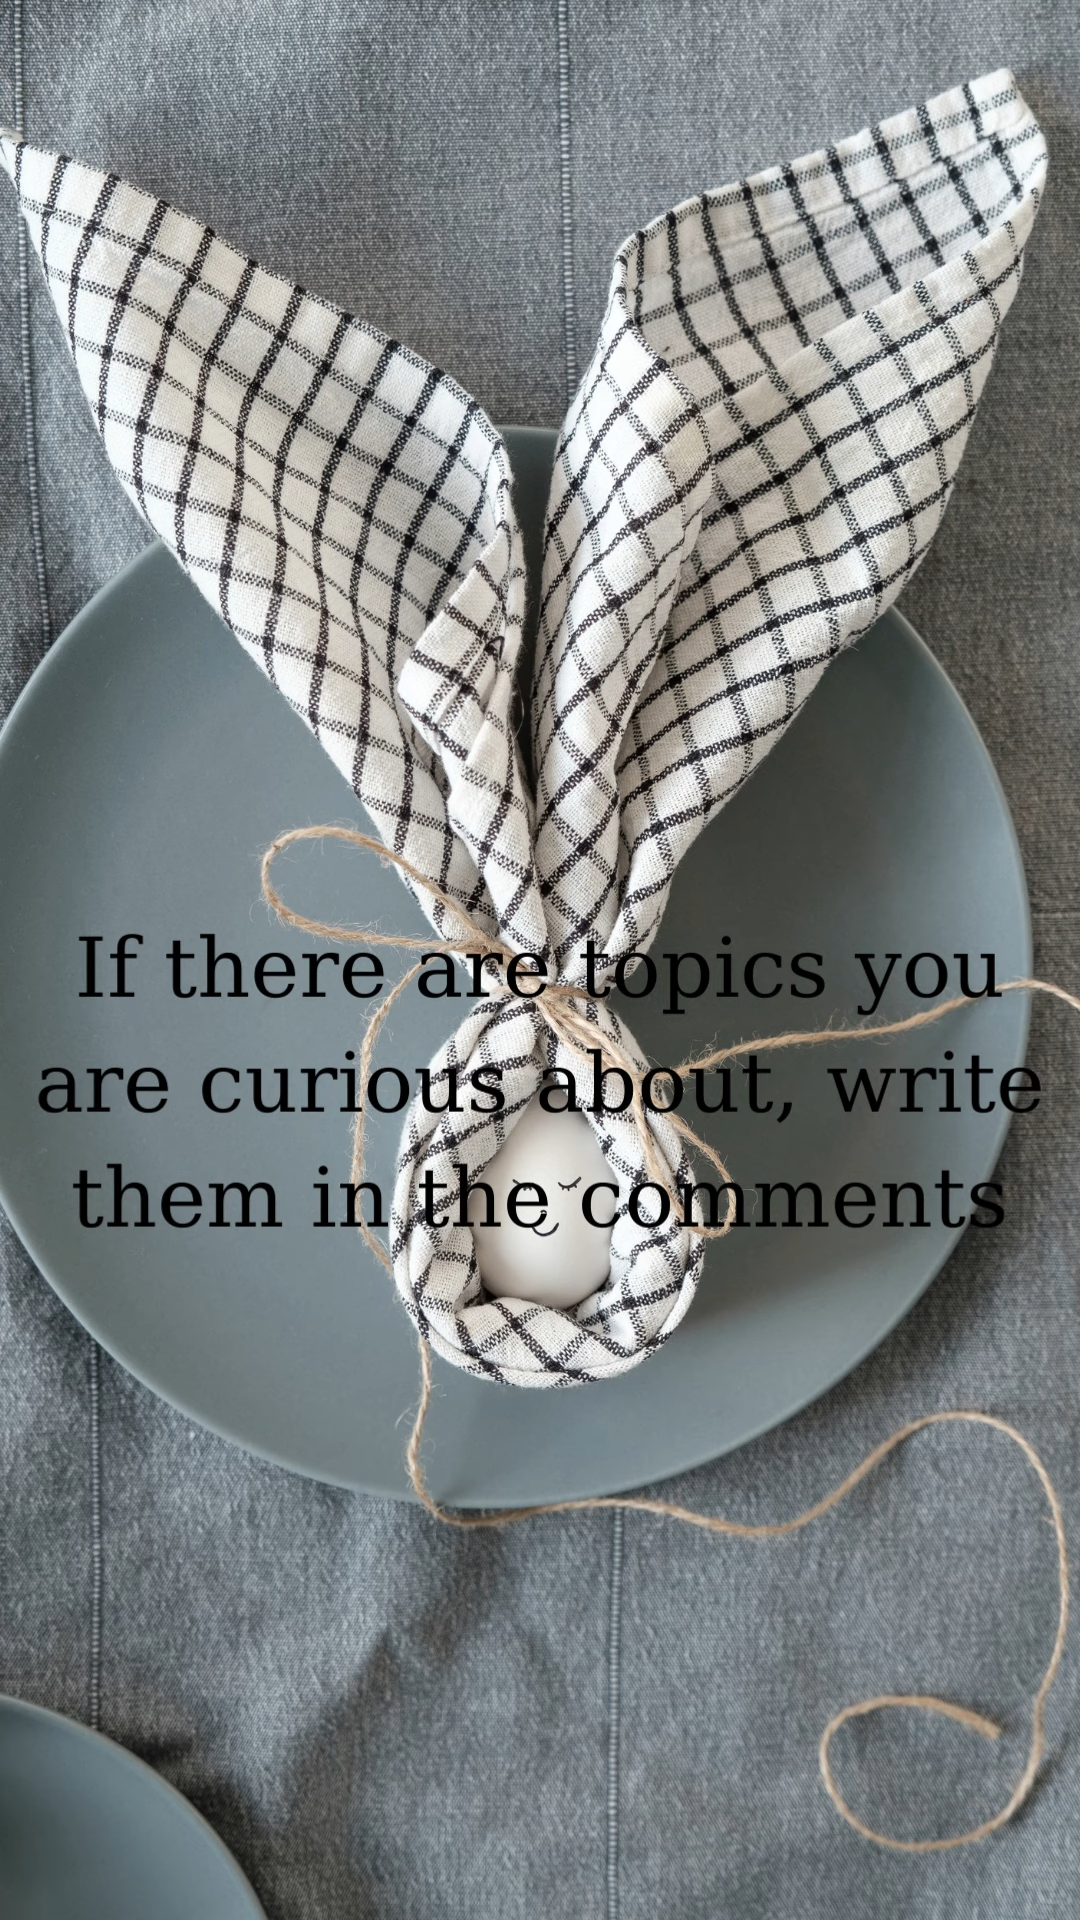 If there are topics you
are curious about, write
them in the comments